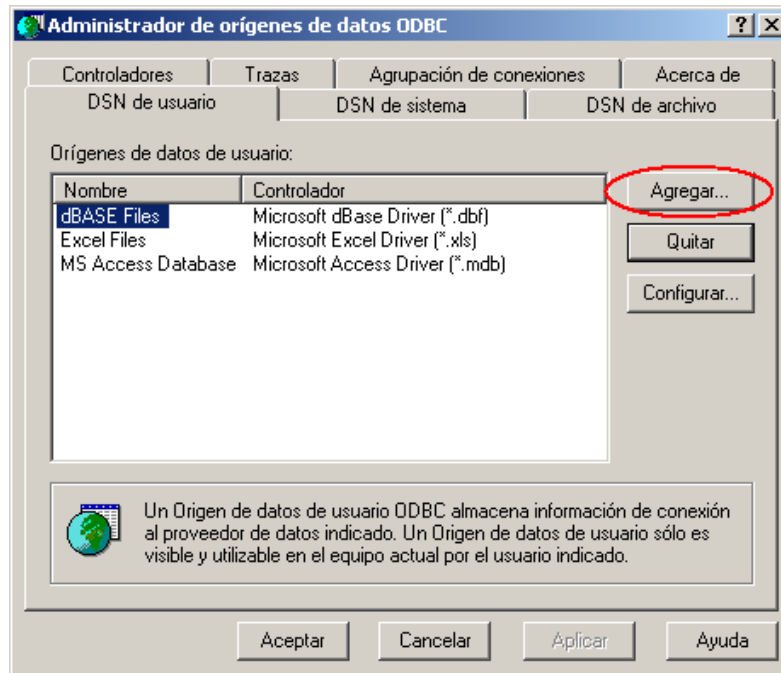 Administrador de orígenes de datos ODBC
Controladores Trazas Agrupación de conexiones Acerca de
DSN de usuario DSN de sistema DSN de archivo
Orígenes de datos de usuario:
Nombre Controlador
dBASE Files Microsoft dBase Driver (*.dbf)
Excel Files Microsoft Excel Driver (*.xls)
MS Access Database Microsoft Access Driver (*.mdb)
Agregar...
Quitar
Configurar...
Un Origen de datos de usuario ODBC almacena información de conexión
al proveedor de datos indicado. Un Origen de datos de usuario sólo es
visible y utilizable en el equipo actual por el usuario indicado.
Aceptar Cancelar Aplicar Ayuda